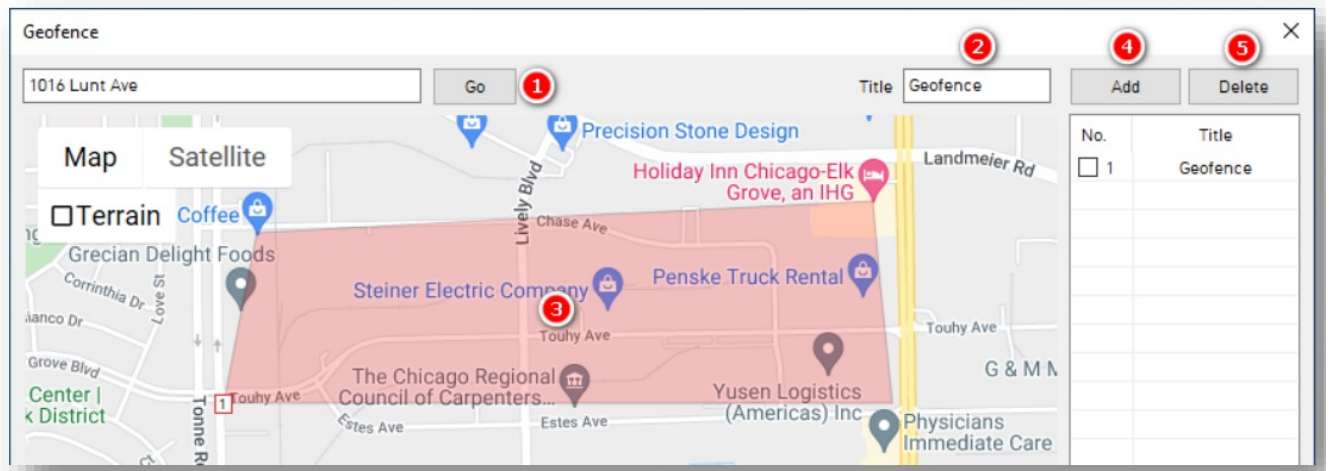 Geofence
1016 Lunt Ave
Go
1
Title
Geofence
2
4
Add
5
Delete
No.
Title
1
Geofence
Map
Satellite
Terrain
Coffee
Grecian Delight Foods
Corrinthia Dr
Love St
ianco Dr
Grove Blvd
Center |
k District
Tonne R
1
Touhy Ave
Precision Stone Design
Lively Blvd
Holiday Inn Chicago-Elk
Grove, an IHG
Landmeier Rd
Chase Ave
Steiner Electric Company
Penske Truck Rental
3
Touhy Ave
Touhy Ave
The Chicago Regional
Council of Carpenters...
Yusen Logistics
(Americas) Inc
G & M M
Estes Ave
Estes Ave
Physicians
Immediate Care